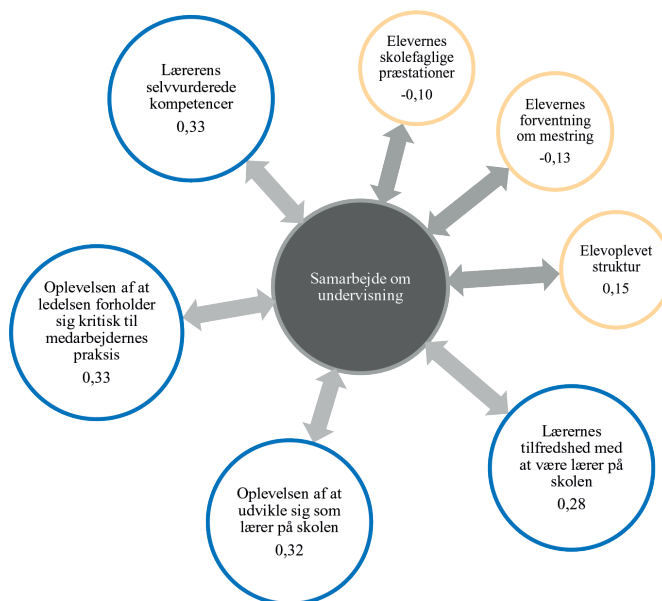 Lærerens
selvvurderede
kompetencer
0,33
Elevernes
skolefaglige
præstationer
-0,10
Elevernes
forventning
om mestring
-0,13
Samarbejde om
undervisning
Elevoplevet
struktur
0,15
Oplevelsen af at
ledelsen forholder
sig kritisk til
medarbejdernes
praksis
0,33
Lærernes
tilfredshed med
at være lærer på
skolen
0,28
Oplevelsen af at
udvikle sig som
lærer på skolen
0,32